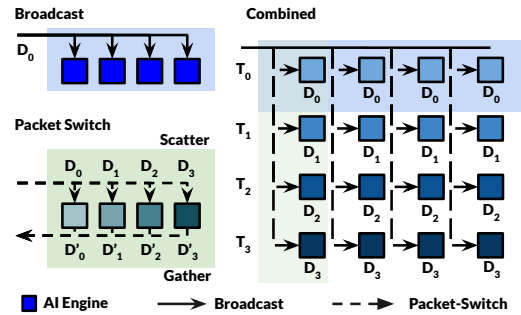 Broadcast
D0
Packet Switch
Scatter
D0 D1 D2 D3
D'0 D'1 D'2 D'3
Gather
Combined
T0
D0 D0 D0 D0
T1
D1 D1 D1 D1
T2
D2 D2 D2 D2
T3
D3 D3 D3 D3
AI Engine Broadcast Packet-Switch